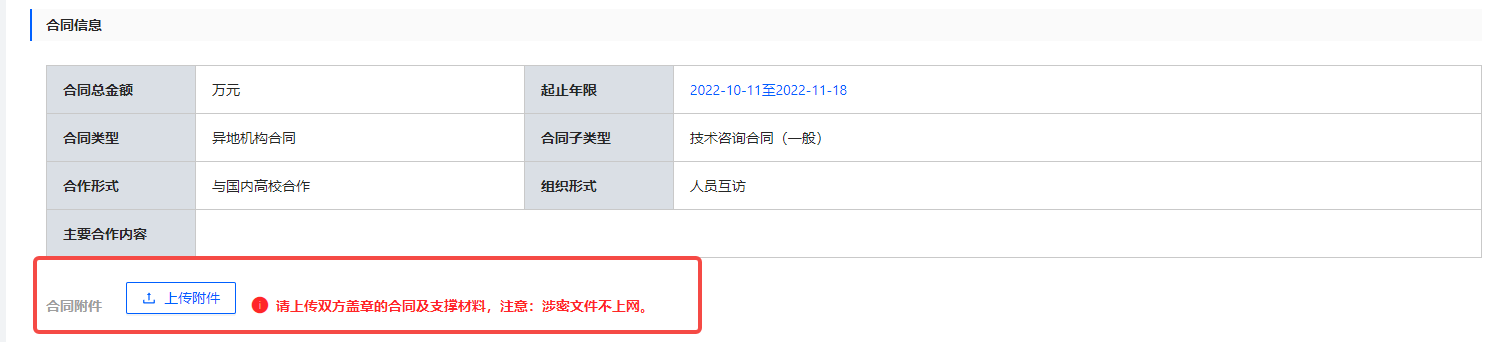 合同信息
合同总金额 万元 起止年限 2022-10-11至2022-11-18
合同类型 异地机构合同 合同子类型 技术咨询合同（一般）
合作形式 与国内高校合作 组织形式 人员互访
主要合作内容
合同附件 上传附件 请上传双方盖章的合同及支撑材料，注意：涉密文件不上网。